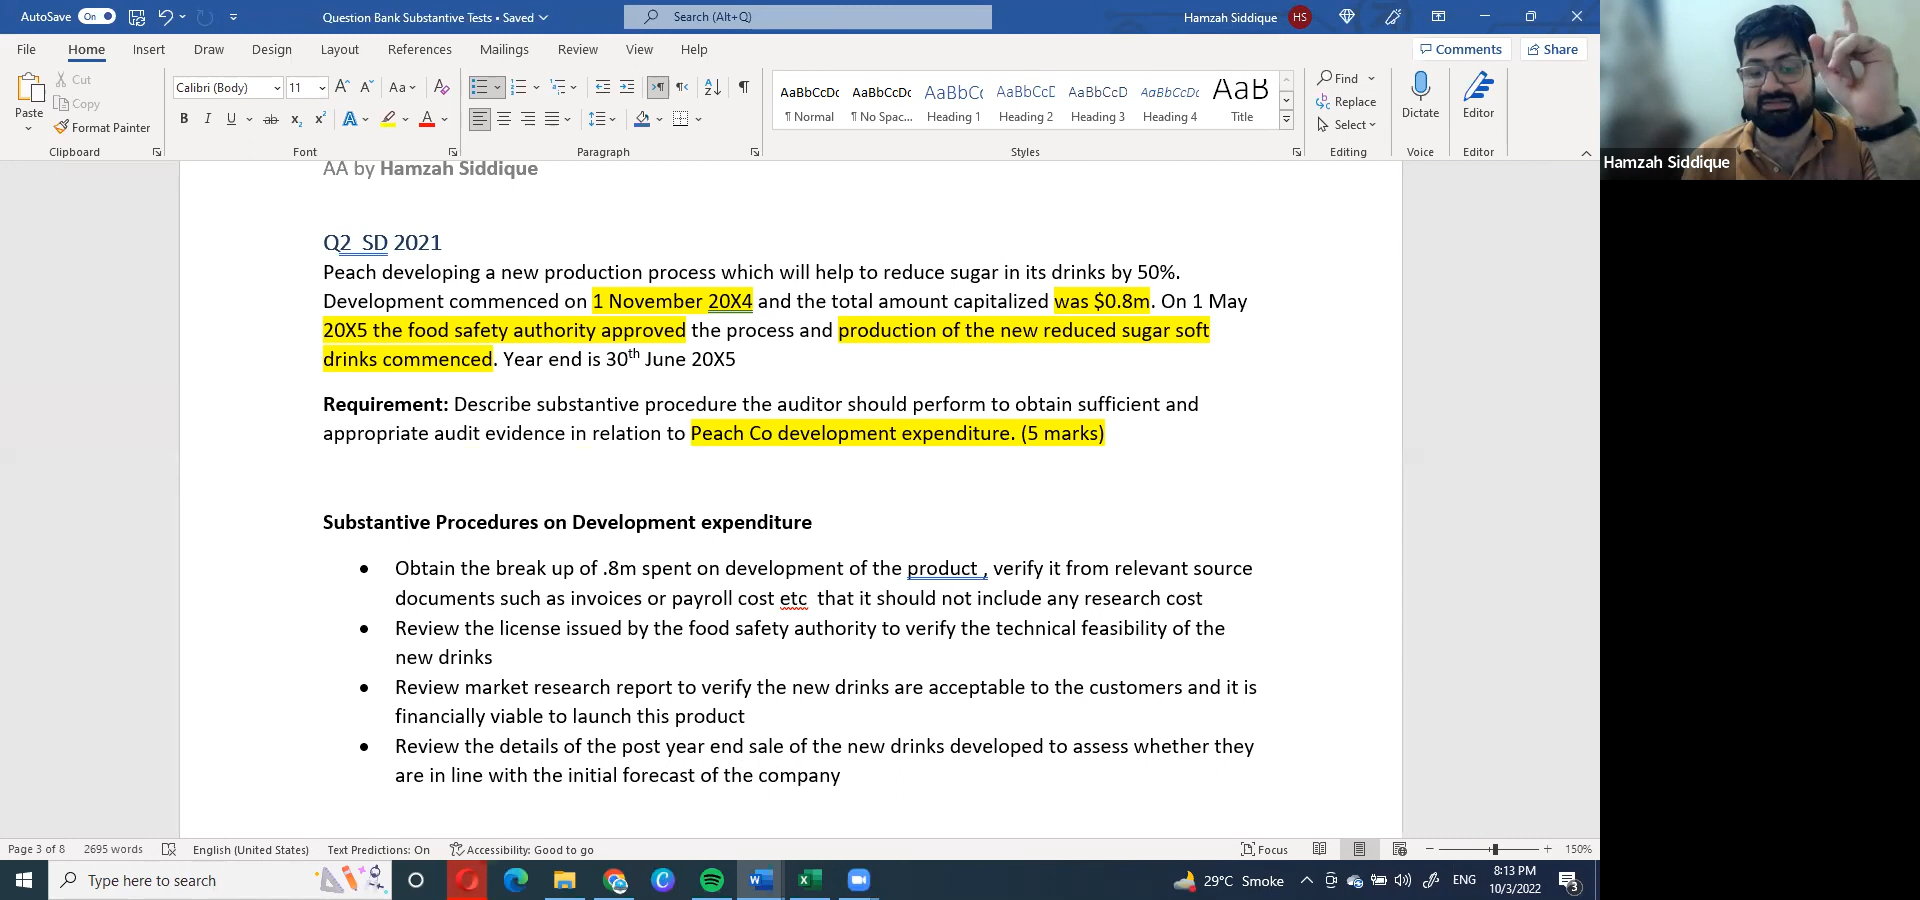 AutoSave On Question Bank Substantive Tests • Saved Search (Alt+Q) Hamzah Siddique HS
File Home Insert Draw Design Layout References Mailings Review View Help Comments Share
Paste Cut Copy Format Painter Clipboard
Calibri (Body) 11 Font
Paragraph
AaBbCcDc ¶ Normal AaBbCcDc ¶ No Spac... AaBbCc Heading 1 AaBbCcD Heading 2 AaBbCcD Heading 3 AaBbCcDc Heading 4 AaB Title
Styles
Find Replace Select Editing
Dictate Voice
Editor Editor
Hamzah Siddique
AA by Hamzah Siddique
Q2 SD 2021
Peach developing a new production process which will help to reduce sugar in its drinks by 50%.
Development commenced on 1 November 20X4 and the total amount capitalized was $0.8m. On 1 May
20X5 the food safety authority approved the process and production of the new reduced sugar soft
drinks commenced. Year end is 30th June 20X5
Requirement: Describe substantive procedure the auditor should perform to obtain sufficient and
appropriate audit evidence in relation to Peach Co development expenditure. (5 marks)
Substantive Procedures on Development expenditure
• Obtain the break up of .8m spent on development of the product , verify it from relevant source
documents such as invoices or payroll cost etc that it should not include any research cost
• Review the license issued by the food safety authority to verify the technical feasibility of the
new drinks
• Review market research report to verify the new drinks are acceptable to the customers and it is
financially viable to launch this product
• Review the details of the post year end sale of the new drinks developed to assess whether they
are in line with the initial forecast of the company
Page 3 of 8 2695 words English (United States) Text Predictions: On Accessibility: Good to go Focus 150%
Type here to search 29°C Smoke ENG 8:13 PM
10/3/2022 3